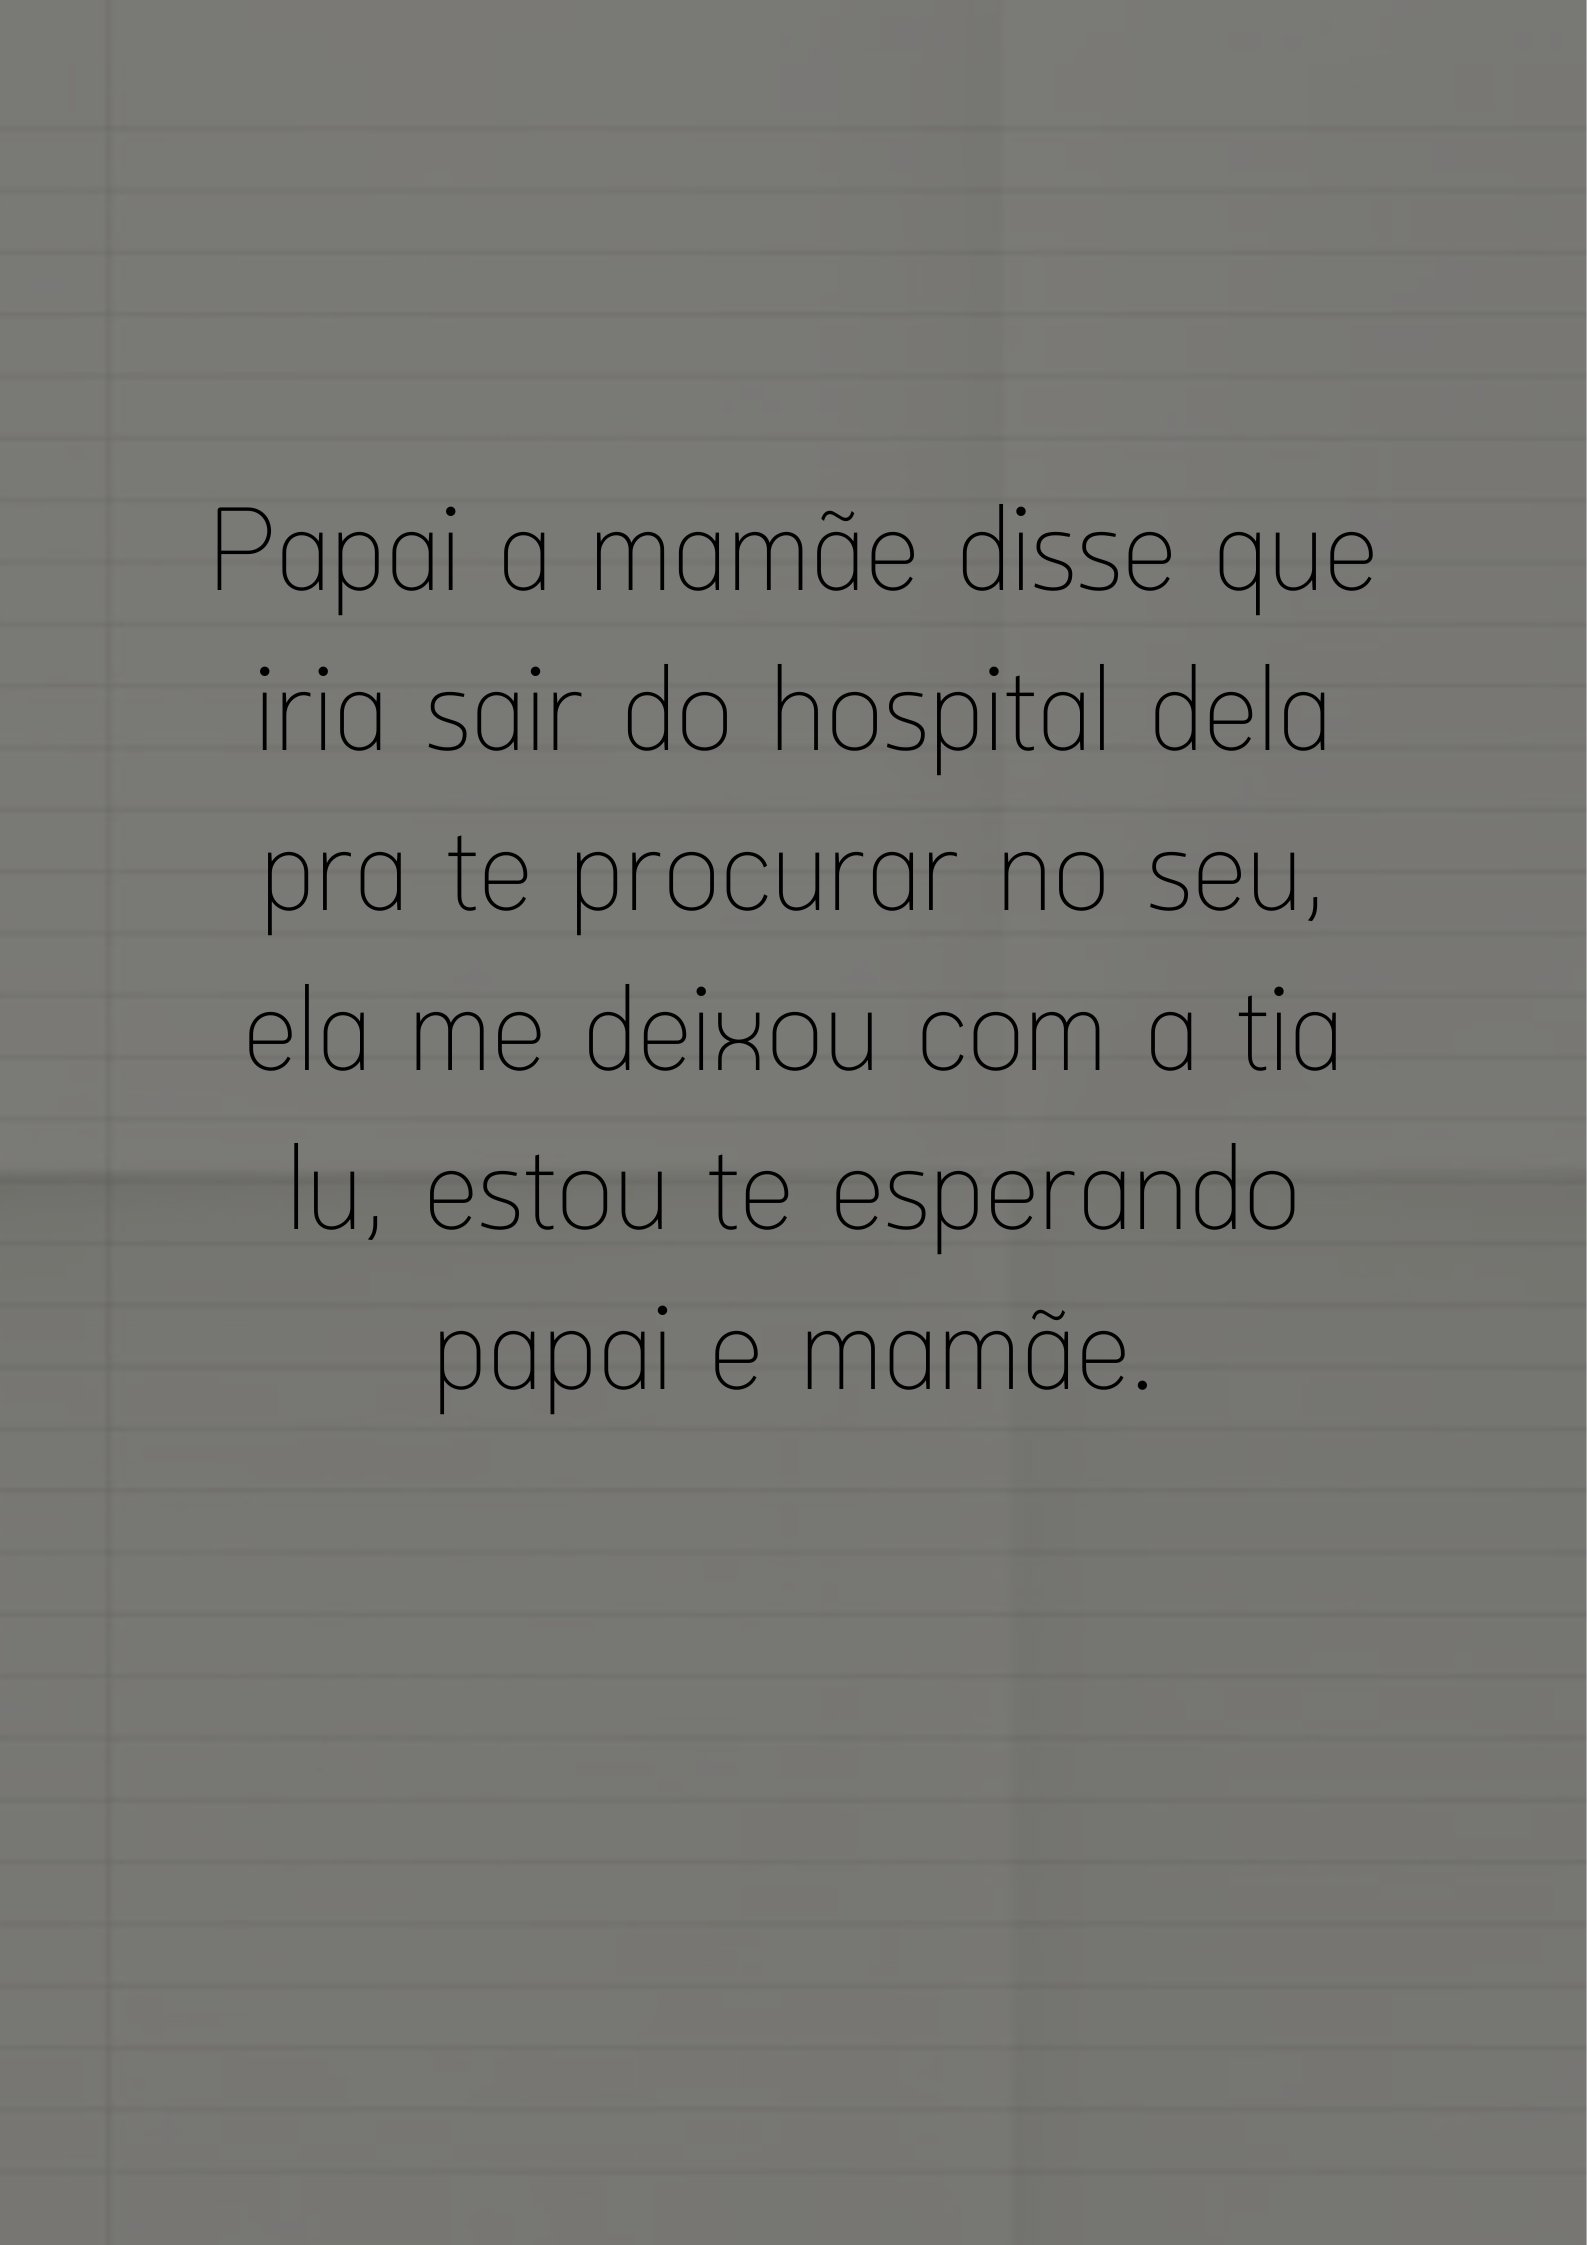 Papai a mamãe disse que
iria sair do hospital dela
pra te procurar no seu,
ela me deixou com a tia
lu, estou te esperando
papai e mamãe.